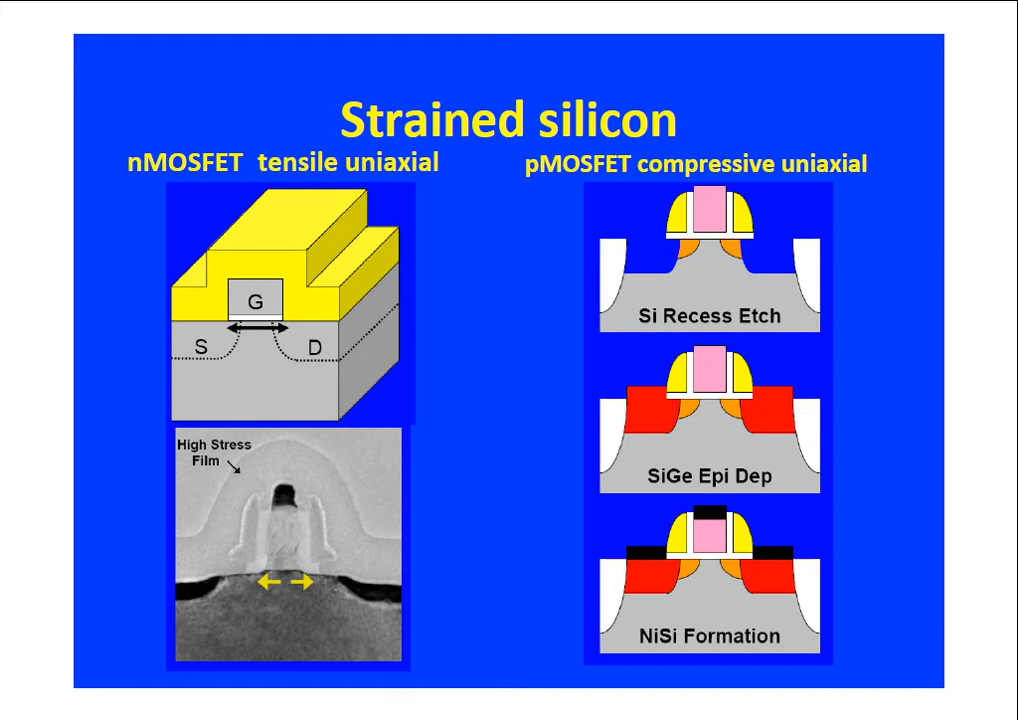 Strained silicon
nMOSFET tensile uniaxial
pMOSFET compressive uniaxial
G
S
D
High Stress
Film
Si Recess Etch
SiGe Epi Dep
NiSi Formation